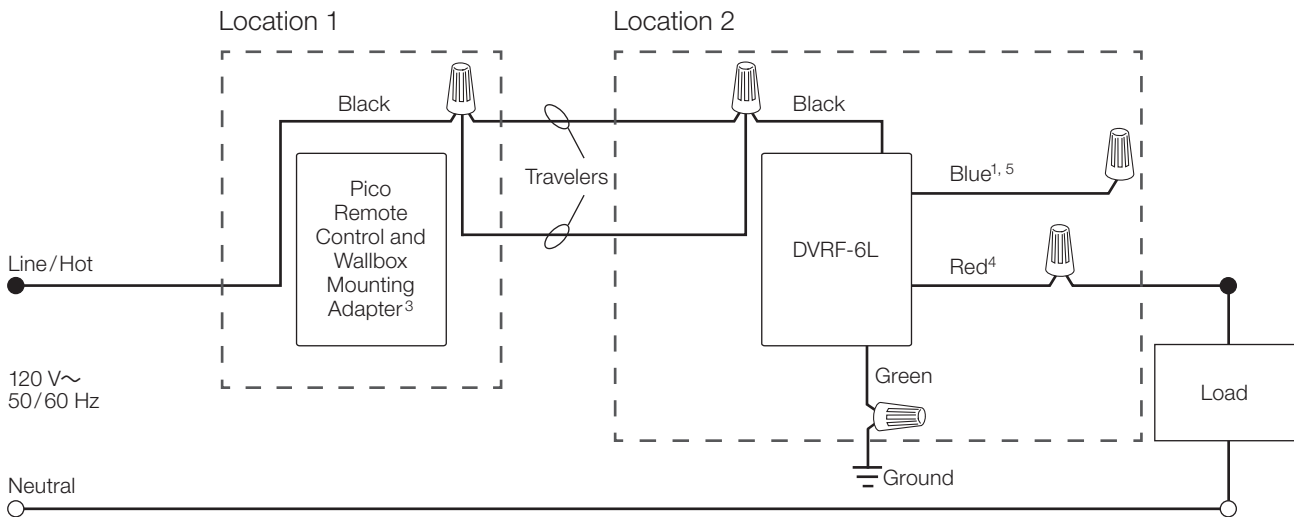 Location 1
Location 2
Black
Black
Travelers
Blue1, 5
Pico
Remote
Control and
Wallbox
Mounting
Adapter3
DVRF-6L
Line/Hot
Red4
120 V~
50/60 Hz
Green
Load
Ground
Neutral